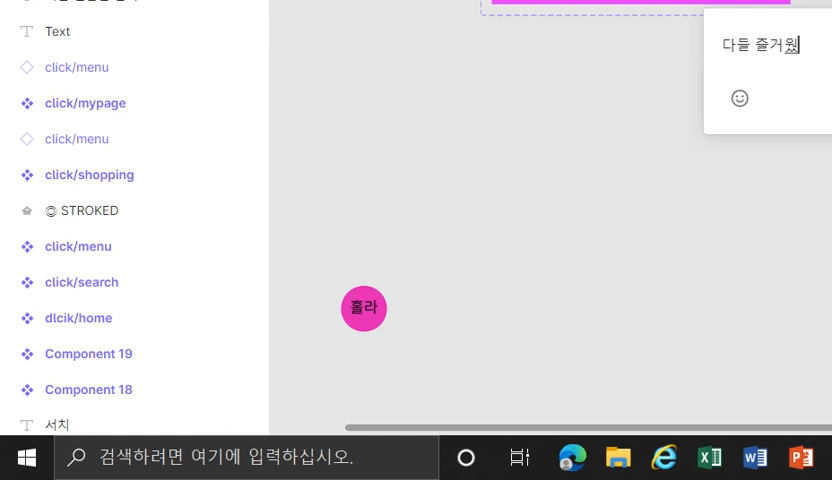 Text
다들 즐거웠
click/menu
click/mypage
click/menu
click/shopping
◎ STROKED
click/menu
click/search
홀라
dlcik/home
Component 19
Component 18
서치
검색하려면 여기에 입력하십시오.